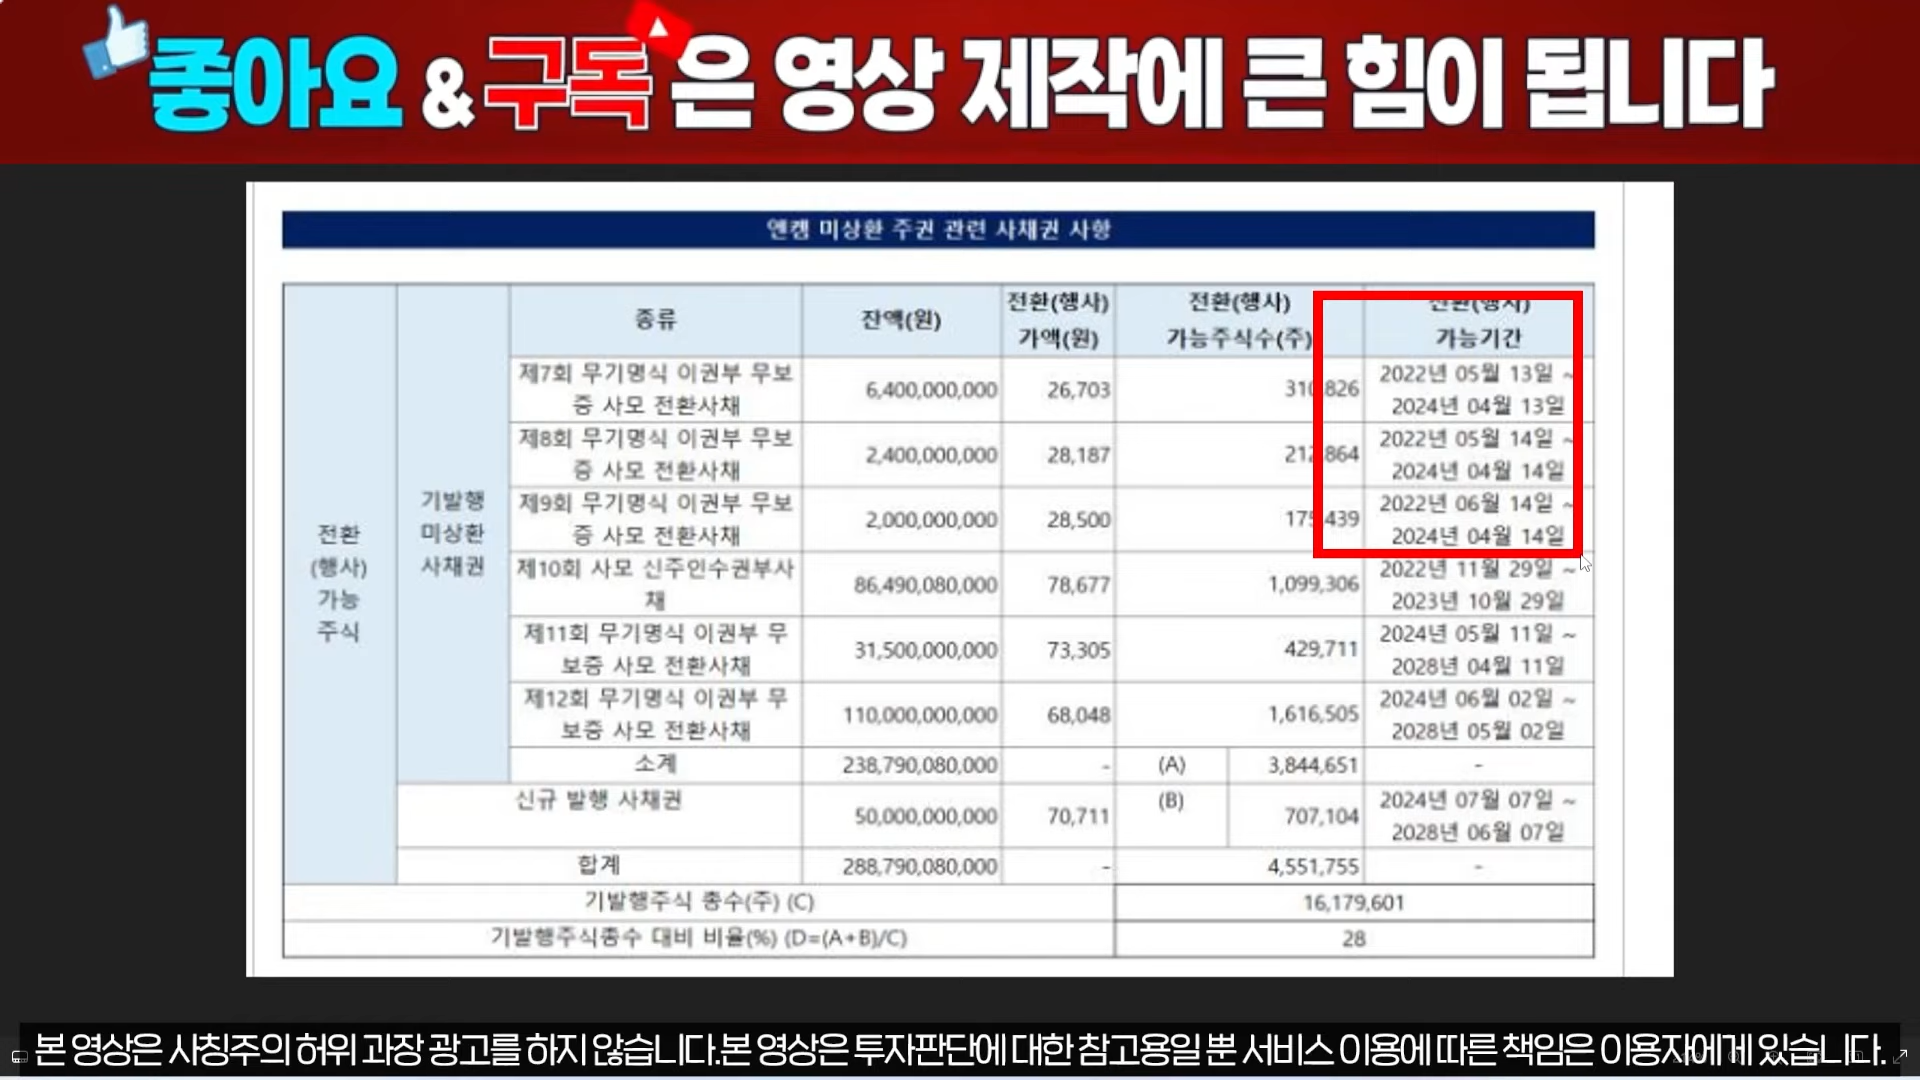 좋아요 & 구독은 영상 제작에 큰 힘이 됩니다
엔켐 미상환 주권 관련 사채권 사항
종류
잔액(원)
전환(행사)
가액(원)
전환(행사)
가능주식수(주)
전환(행사)
가능기간
전환
(행사)
가능
주식
기발행
미상환
사채권
제7회 무기명식 이권부 무보
증 사모 전환사채
6,400,000,000
26,703
310,826
2022년 05월 13일 ~
2024년 04월 13일
제8회 무기명식 이권부 무보
증 사모 전환사채
2,400,000,000
28,187
212,864
2022년 05월 14일 ~
2024년 04월 14일
제9회 무기명식 이권부 무보
증 사모 전환사채
2,000,000,000
28,500
175,439
2022년 06월 14일 ~
2024년 04월 14일
제10회 사모 신주인수권부사
채
86,490,080,000
78,677
1,099,306
2022년 11월 29일 ~
2023년 10월 29일
제11회 무기명식 이권부 무
보증 사모 전환사채
31,500,000,000
73,305
429,711
2024년 05월 11일 ~
2028년 04월 11일
제12회 무기명식 이권부 무
보증 사모 전환사채
110,000,000,000
68,048
1,616,505
2024년 06월 02일 ~
2028년 05월 02일
소계
238,790,080,000
-
(A)
3,844,651
-
신규 발행 사채권
50,000,000,000
70,711
(B)
707,104
2024년 07월 07일 ~
2028년 06월 07일
합계
288,790,080,000
-
4,551,755
-
기발행주식 총수(주) (C)
16,179,601
기발행주식총수 대비 비율(%) (D=(A+B)/C)
28
본 영상은 사칭주의 허위 과장 광고를 하지 않습니다.본 영상은 투자판단에 대한 참고용일 뿐 서비스 이용에 따른 책임은 이용자에게 있습니다.